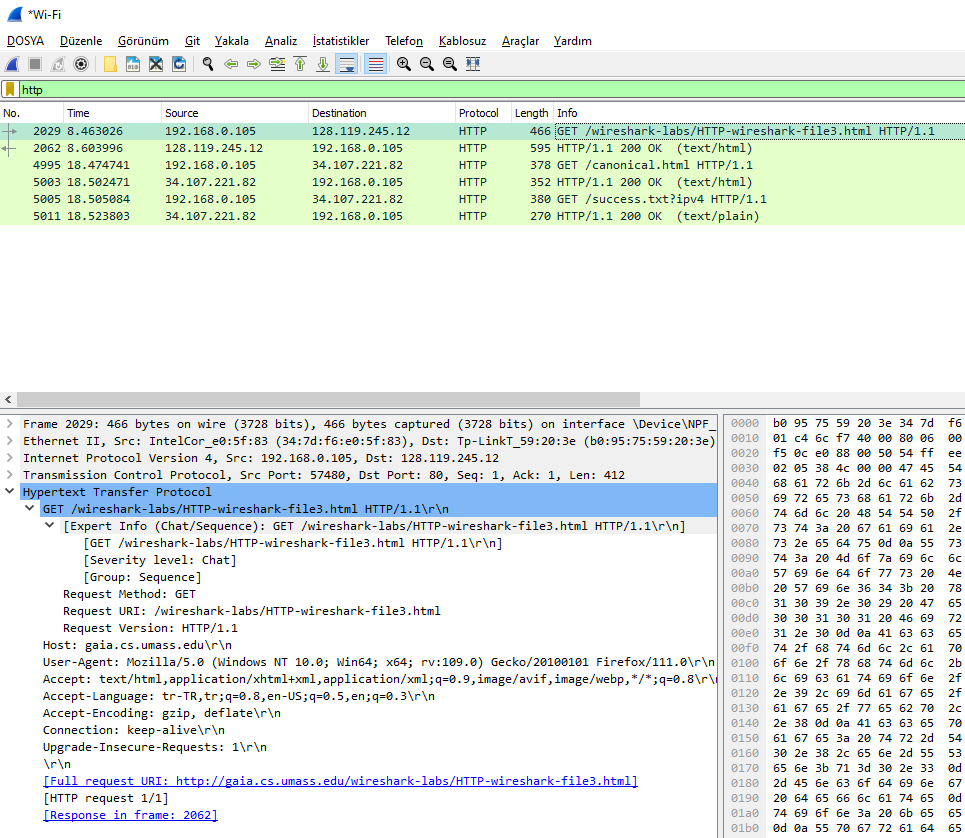 *Wi-Fi
DOSYA Düzenle Görünüm Git Yakala Analiz İstatistikler Telefon Kablosuz Araçlar Yardım
http
No. Time Source Destination Protocol Length Info
2029 8.463026 192.168.0.105 128.119.245.12 HTTP 466 GET /wireshark-labs/HTTP-wireshark-file3.html HTTP/1.1
2062 8.603996 128.119.245.12 192.168.0.105 HTTP 595 HTTP/1.1 200 OK (text/html)
4995 18.474741 192.168.0.105 34.107.221.82 HTTP 378 GET /canonical.html HTTP/1.1
5003 18.502471 34.107.221.82 192.168.0.105 HTTP 352 HTTP/1.1 200 OK (text/html)
5005 18.505084 192.168.0.105 34.107.221.82 HTTP 380 GET /success.txt?ipv4 HTTP/1.1
5011 18.523803 34.107.221.82 192.168.0.105 HTTP 270 HTTP/1.1 200 OK (text/plain)
Frame 2029: 466 bytes on wire (3728 bits), 466 bytes captured (3728 bits) on interface \Device\NPF_
Ethernet II, Src: IntelCor_e0:5f:83 (34:7d:f6:e0:5f:83), Dst: Tp-LinkT_59:20:3e (b0:95:75:59:20:3e)
Internet Protocol Version 4, Src: 192.168.0.105, Dst: 128.119.245.12
Transmission Control Protocol, Src Port: 57480, Dst Port: 80, Seq: 1, Ack: 1, Len: 412
Hypertext Transfer Protocol
GET /wireshark-labs/HTTP-wireshark-file3.html HTTP/1.1\r\n
[Expert Info (Chat/Sequence): GET /wireshark-labs/HTTP-wireshark-file3.html HTTP/1.1\r\n]
[GET /wireshark-labs/HTTP-wireshark-file3.html HTTP/1.1\r\n]
[Severity level: Chat]
[Group: Sequence]
Request Method: GET
Request URI: /wireshark-labs/HTTP-wireshark-file3.html
Request Version: HTTP/1.1
Host: gaia.cs.umass.edu\r\n
User-Agent: Mozilla/5.0 (Windows NT 10.0; Win64; x64; rv:109.0) Gecko/20100101 Firefox/111.0\r\n
Accept: text/html,application/xhtml+xml,application/xml;q=0.9,image/avif,image/webp,*/*;q=0.8\r\n
Accept-Language: tr-TR,tr;q=0.8,en-US;q=0.5,en;q=0.3\r\n
Accept-Encoding: gzip, deflate\r\n
Connection: keep-alive\r\n
Upgrade-Insecure-Requests: 1\r\n
\r\n
[Full request URI: http://gaia.cs.umass.edu/wireshark-labs/HTTP-wireshark-file3.html]
[HTTP request 1/1]
[Response in frame: 2062]
0000 b0 95 75 59 20 3e 34 7d f6
0010 01 c4 6c f7 40 00 80 06 00
0020 f5 0c e0 88 00 50 54 ff ee
0030 02 05 38 4c 00 00 47 45 54
0040 68 61 72 6b 2d 6c 61 62 73
0050 69 72 65 73 68 61 72 6b 2d
0060 74 6d 6c 20 48 54 54 50 2f
0070 73 74 3a 20 67 61 69 61 2e
0080 73 2e 65 64 75 0d 0a 55 73
0090 74 3a 20 4d 6f 7a 69 6c 6c
00a0 57 69 6e 64 6f 77 73 20 4e
00b0 20 57 69 6e 36 34 3b 20 78
00c0 31 30 39 2e 30 29 20 47 65
00d0 30 30 31 30 31 20 46 69 72
00e0 31 2e 30 0d 0a 41 63 63 65
00f0 74 2f 68 74 6d 6c 2c 61 70
0100 6f 6e 2f 78 68 74 6d 6c 2b
0110 6c 69 63 61 74 69 6f 6e 2f
0120 2e 39 2c 69 6d 61 67 65 2f
0130 61 67 65 2f 77 65 62 70 2c
0140 2e 38 0d 0a 41 63 63 65 70
0150 61 67 65 3a 20 74 72 2d 54
0160 30 2e 38 2c 65 6e 2d 55 53
0170 65 6e 3b 71 3d 30 2e 33 0d
0180 2d 45 6e 63 6f 64 69 6e 67
0190 20 64 65 66 6c 61 74 65 0d
01a0 74 69 6f 6e 3a 20 6b 65 65
01b0 0d 0a 55 70 67 72 61 64 65